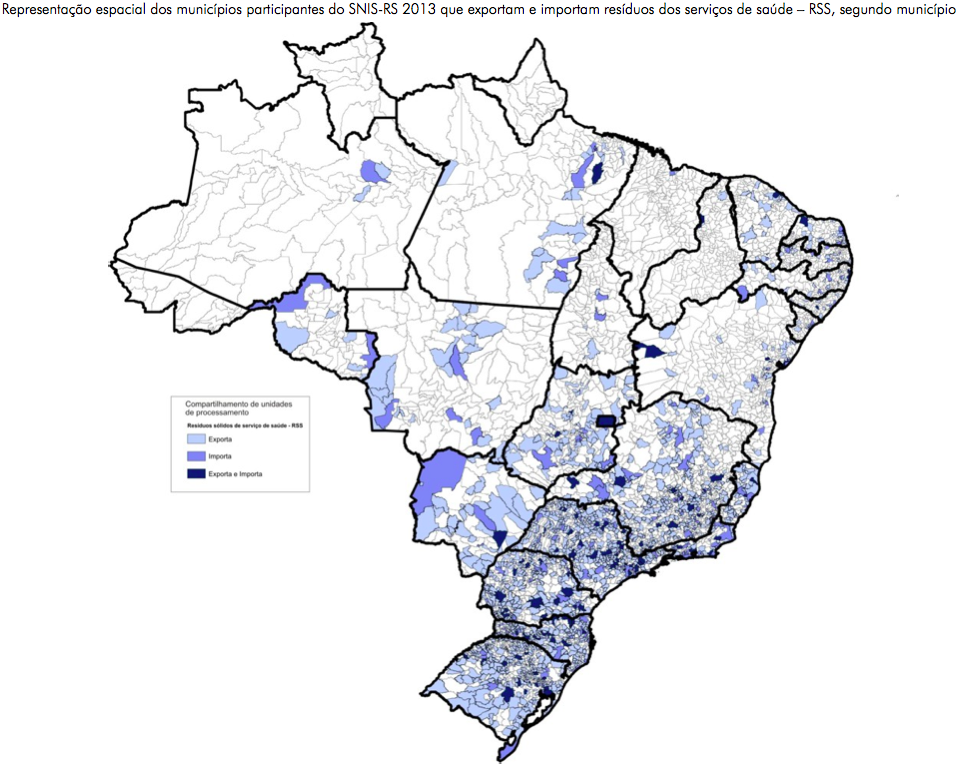 Representação espacial dos municípios participantes do SNIS-RS 2013 que exportam e importam resíduos dos serviços de saúde – RSS, segundo município
Compartilhamento de unidades
de processamento
Resíduos sólidos de serviço de saúde - RSS
Exporta
Importa
Exporta e Importa